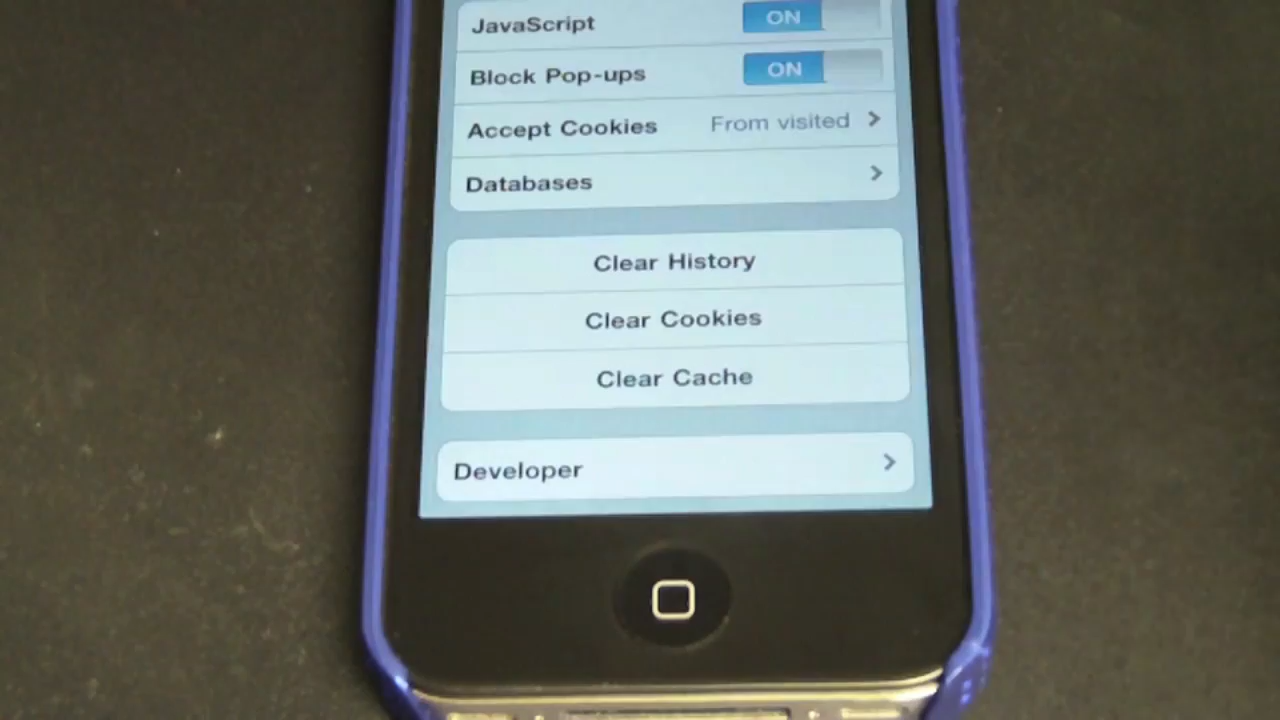 JavaScript ON
Block Pop-ups ON
Accept Cookies From visited
Databases
Clear History
Clear Cookies
Clear Cache
Developer